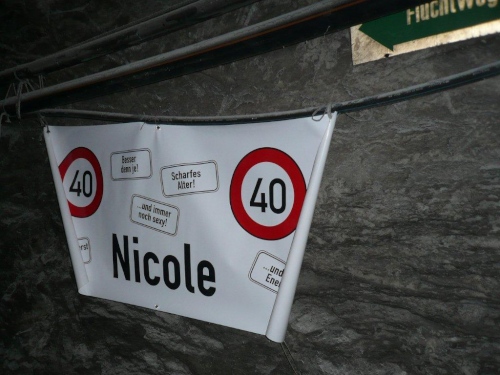 Fluchtweg
40
Besser
denn je!
Scharfes
Alter!
40
...und immer
noch sexy!
Nicole
...und